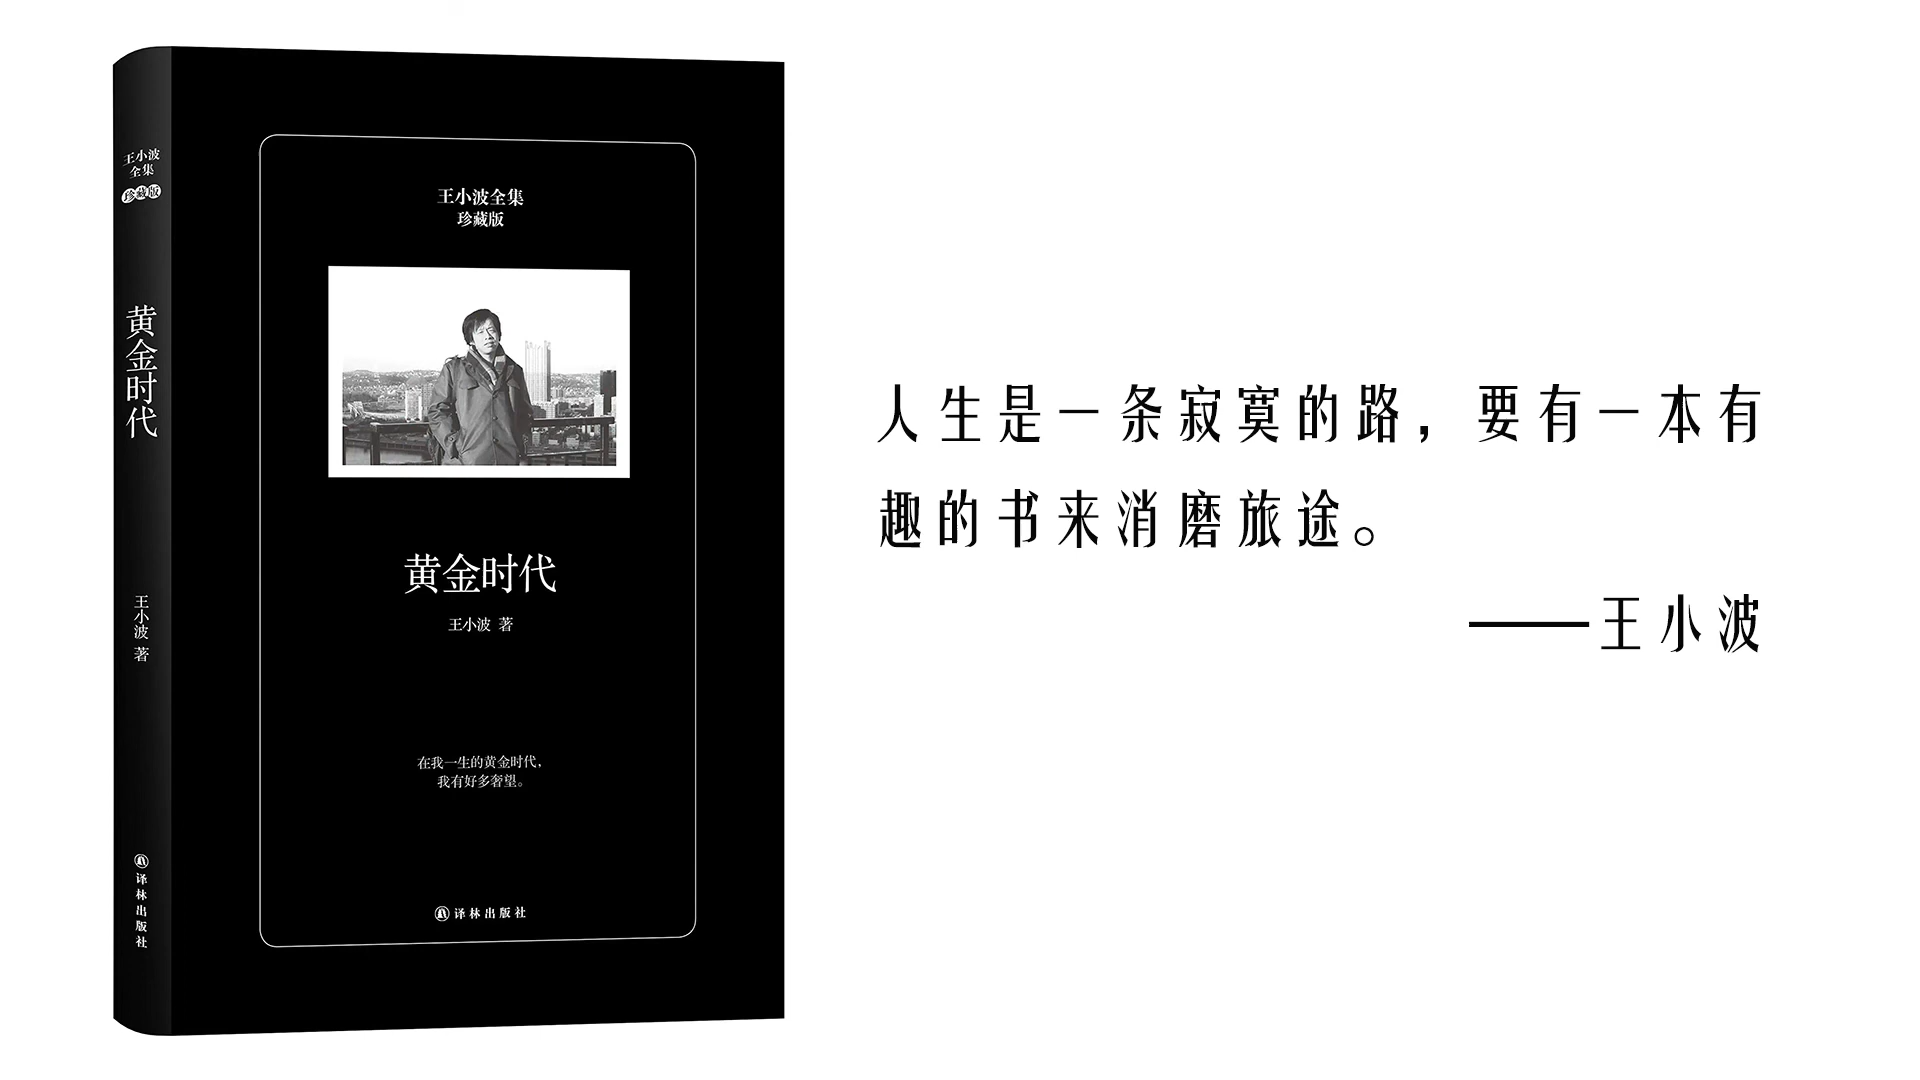 王小波
全集
珍藏版
黄金时代
王小波 著
译林出版社
王小波全集
珍藏版
黄金时代
王小波 著
在我一生的黄金时代，
我有好多奢望。
译林出版社
人生是一条寂寞的路，要有一本有
趣的书来消磨旅途。
——王小波